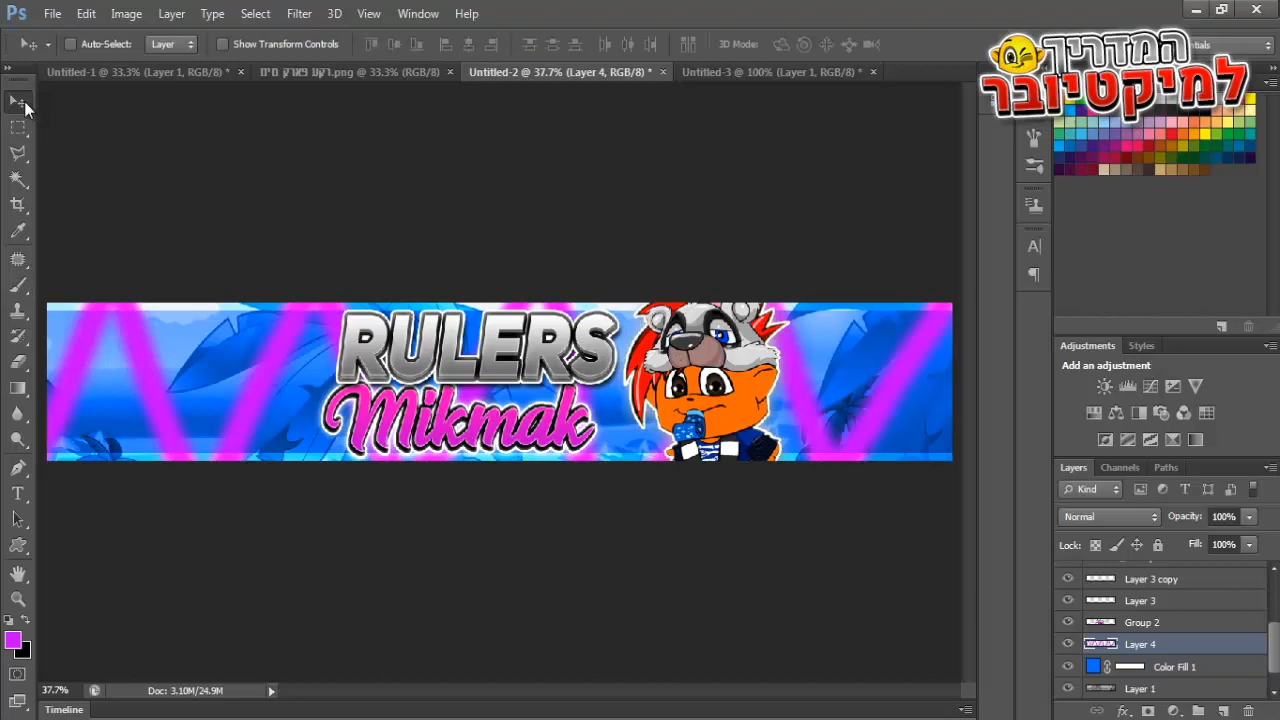 Ps File Edit Image Layer Type Select Filter 3D View Window Help
Auto-Select: Layer Show Transform Controls 3D Mode:
המדריך
למיקטיובר
Untitled-1 @ 33.3% (Layer 1, RGB/8) * × רקע פארק מים.png @ 33.3% (RGB/8) × Untitled-2 @ 37.7% (Layer 4, RGB/8) * × Untitled-3 @ 100% (Layer 1, RGB/8) * ×
RULERS
Mikmak
Adjustments Styles
Add an adjustment
Layers Channels Paths
Kind
Normal Opacity: 100%
Lock: Fill: 100%
Layer 3 copy
Layer 3
Group 2
Layer 4
Color Fill 1
Layer 1
37.7% Doc: 3.10M/24.9M
Timeline